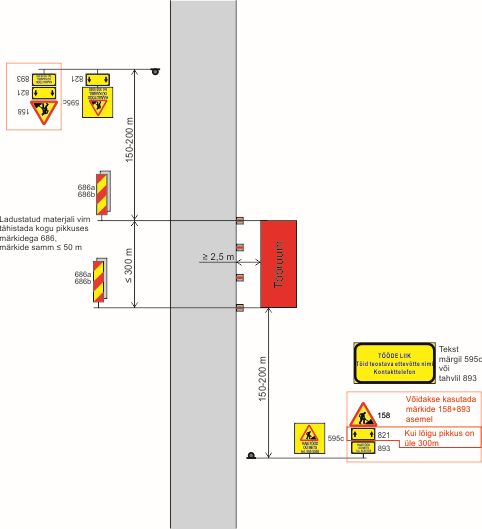 893
821
158
821
595c
150-200 m
686a
686b
Ladustatud materjali virn
tähistada kogu pikkuses
märkidega 686,
märkide samm ≤ 50 m
686a
686b
≤ 300 m
≥ 2,5 m
Tööruum
150-200 m
TÖÖDE LIIK
Töid teostava ettevõtte nimi
Kontakttelefon
Tekst
märgil 595c
või
tahvlil 893
Võidakse kasutada
märkide 158+893
asemel
158
821
Kui lõigu pikkus on
üle 300m
893
595c